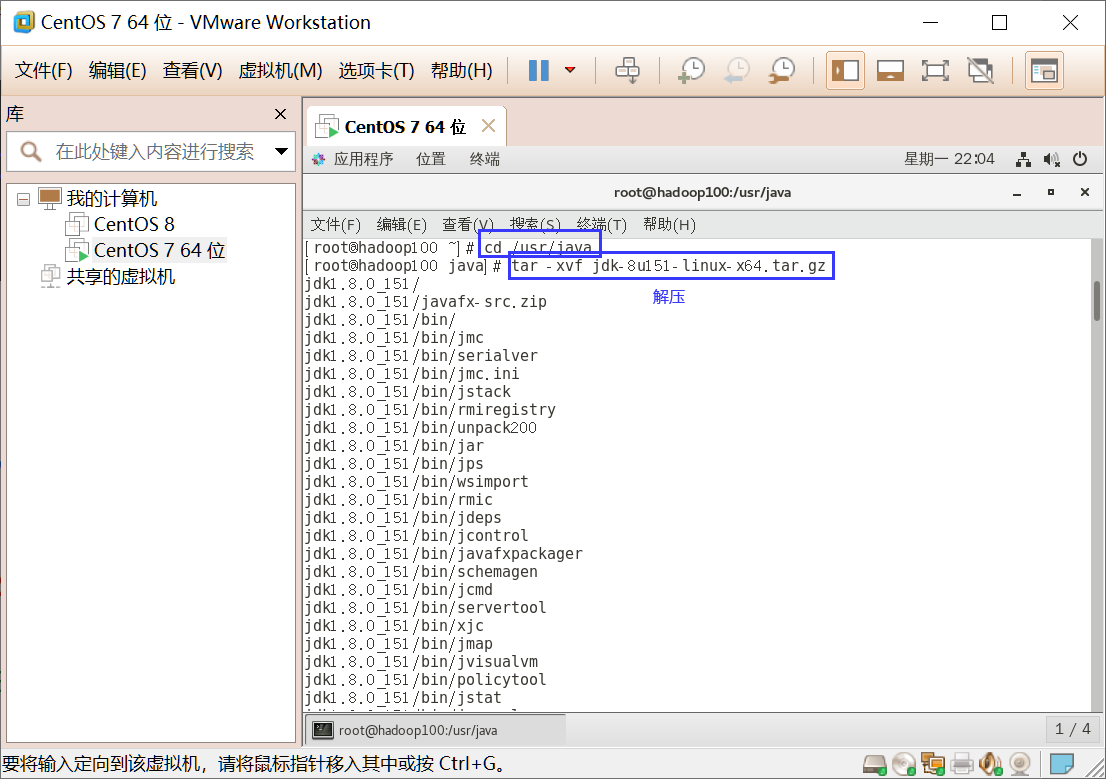 CentOS 7 64 位 - VMware Workstation
文件(F) 编辑(E) 查看(V) 虚拟机(M) 选项卡(T) 帮助(H)
库
在此处键入内容进行搜索
我的计算机
CentOS 8
CentOS 7 64 位
共享的虚拟机
CentOS 7 64 位
应用程序 位置 终端 星期一 22:04
root@hadoop100:/usr/java
文件(F) 编辑(E) 查看(V) 搜索(S) 终端(T) 帮助(H)
[root@hadoop100 ~]# cd /usr/java
[root@hadoop100 java]# tar -xvf jdk-8u151-linux-x64.tar.gz
解压
jdk1.8.0_151/
jdk1.8.0_151/javafx-src.zip
jdk1.8.0_151/bin/
jdk1.8.0_151/bin/jmc
jdk1.8.0_151/bin/serialver
jdk1.8.0_151/bin/jmc.ini
jdk1.8.0_151/bin/jstack
jdk1.8.0_151/bin/rmiregistry
jdk1.8.0_151/bin/unpack200
jdk1.8.0_151/bin/jar
jdk1.8.0_151/bin/jps
jdk1.8.0_151/bin/wsimport
jdk1.8.0_151/bin/rmic
jdk1.8.0_151/bin/jdeps
jdk1.8.0_151/bin/jcontrol
jdk1.8.0_151/bin/javafxpackager
jdk1.8.0_151/bin/schemagen
jdk1.8.0_151/bin/jcmd
jdk1.8.0_151/bin/servertool
jdk1.8.0_151/bin/xjc
jdk1.8.0_151/bin/jmap
jdk1.8.0_151/bin/jvisualvm
jdk1.8.0_151/bin/policytool
jdk1.8.0_151/bin/jstat
root@hadoop100:/usr/java 1 / 4
要将输入定向到该虚拟机，请将鼠标指针移入其中或按 Ctrl+G。